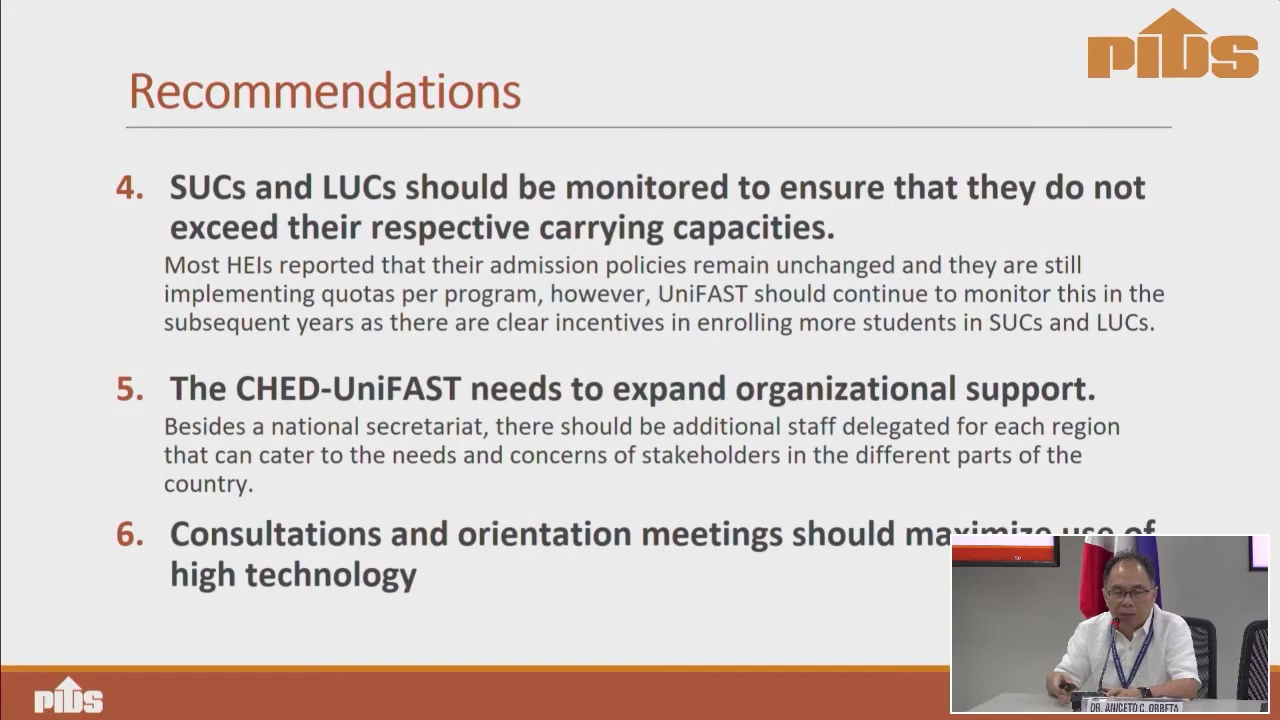 PIDS
Recommendations
4. SUCs and LUCs should be monitored to ensure that they do not
exceed their respective carrying capacities.
Most HEIs reported that their admission policies remain unchanged and they are still
implementing quotas per program, however, UniFAST should continue to monitor this in the
subsequent years as there are clear incentives in enrolling more students in SUCs and LUCs.
5. The CHED-UniFAST needs to expand organizational support.
Besides a national secretariat, there should be additional staff delegated for each region
that can cater to the needs and concerns of stakeholders in the different parts of the
country.
6. Consultations and orientation meetings should maximize use of
high technology
PIDS
DR. ANICETO C. ORBETA